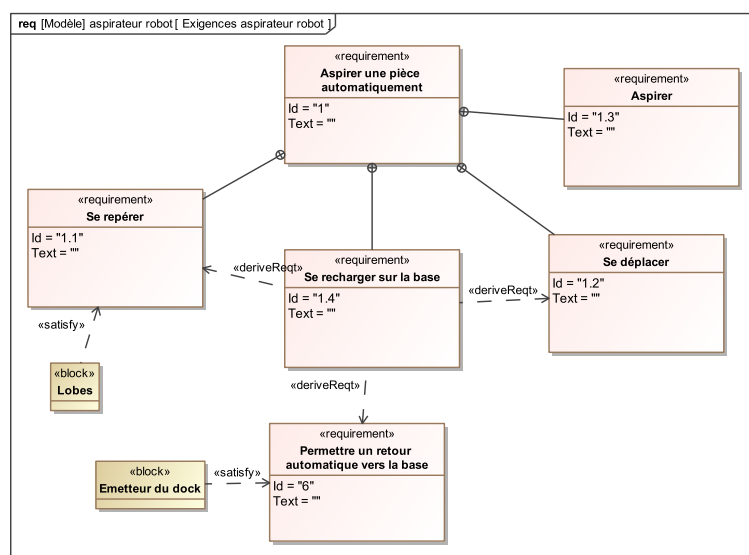 req [Modèle] aspirateur robot [ Exigences aspirateur robot ]
«requirement»
Aspirer une pièce
automatiquement
Id = "1"
Text = ""
«requirement»
Aspirer
Id = "1.3"
Text = ""
«requirement»
Se repérer
Id = "1.1"
Text = ""
«requirement»
Se recharger sur la base
Id = "1.4"
Text = ""
«requirement»
Se déplacer
Id = "1.2"
Text = ""
«deriveReqt»
«deriveReqt»
«satisfy»
«block»
Lobes
«deriveReqt»
«requirement»
Permettre un retour
automatique vers la base
Id = "6"
Text = ""
«block»
Emetteur du dock
«satisfy»